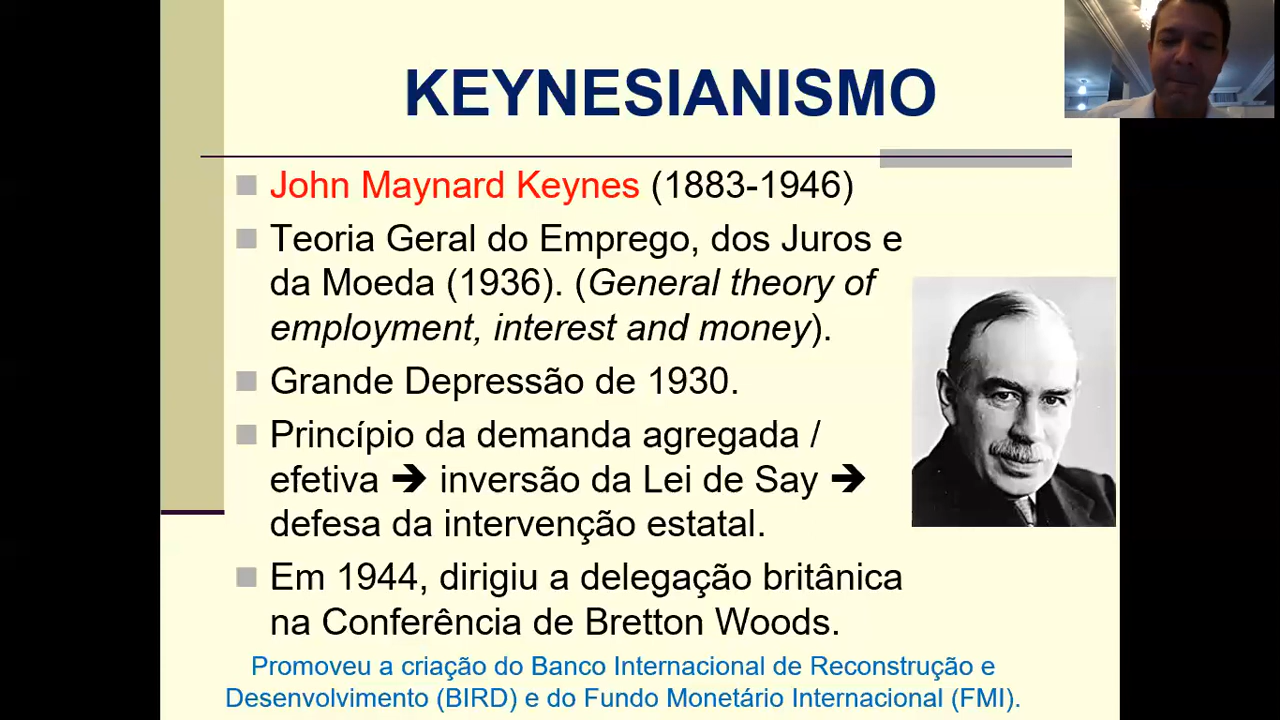 KEYNESIANISMO
John Maynard Keynes (1883-1946)
Teoria Geral do Emprego, dos Juros e
da Moeda (1936). (General theory of
employment, interest and money).
Grande Depressão de 1930.
Princípio da demanda agregada /
efetiva ➔ inversão da Lei de Say ➔
defesa da intervenção estatal.
Em 1944, dirigiu a delegação britânica
na Conferência de Bretton Woods.
Promoveu a criação do Banco Internacional de Reconstrução e
Desenvolvimento (BIRD) e do Fundo Monetário Internacional (FMI).